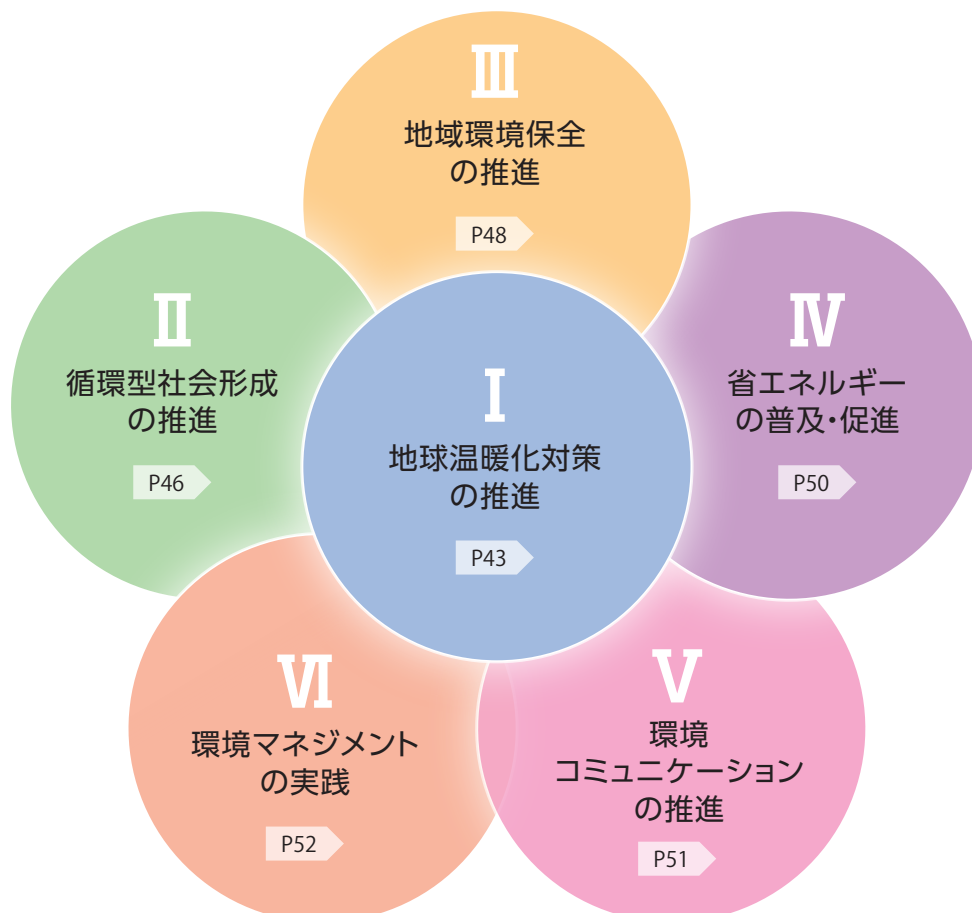 Ⅰ
地球温暖化対策
の推進
P43
Ⅱ
循環型社会形成
の推進
P46
Ⅲ
地域環境保全
の推進
P48
Ⅳ
省エネルギー
の普及・促進
P50
Ⅴ
環境
コミュニケーション
の推進
P51
Ⅵ
環境マネジメント
の実践
P52